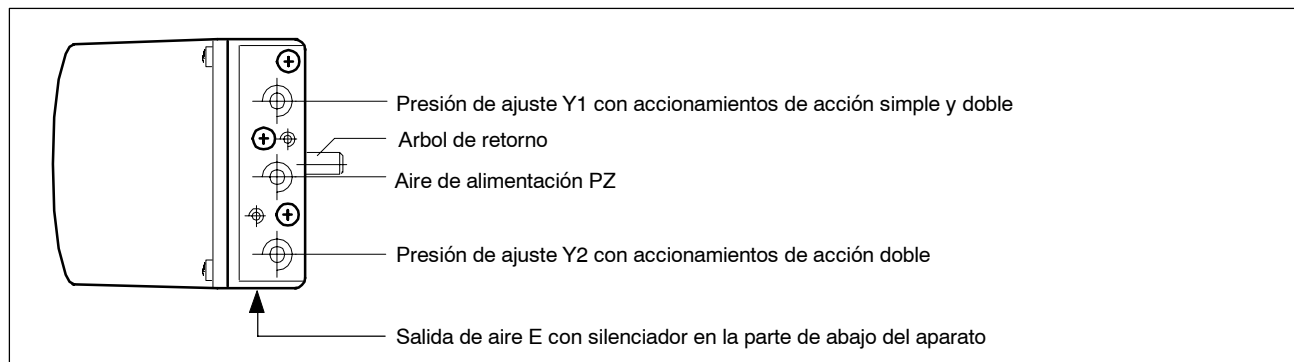 Presión de ajuste Y1 con accionamientos de acción simple y doble
Arbol de retorno
Aire de alimentación PZ
Presión de ajuste Y2 con accionamientos de acción doble
Salida de aire E con silenciador en la parte de abajo del aparato